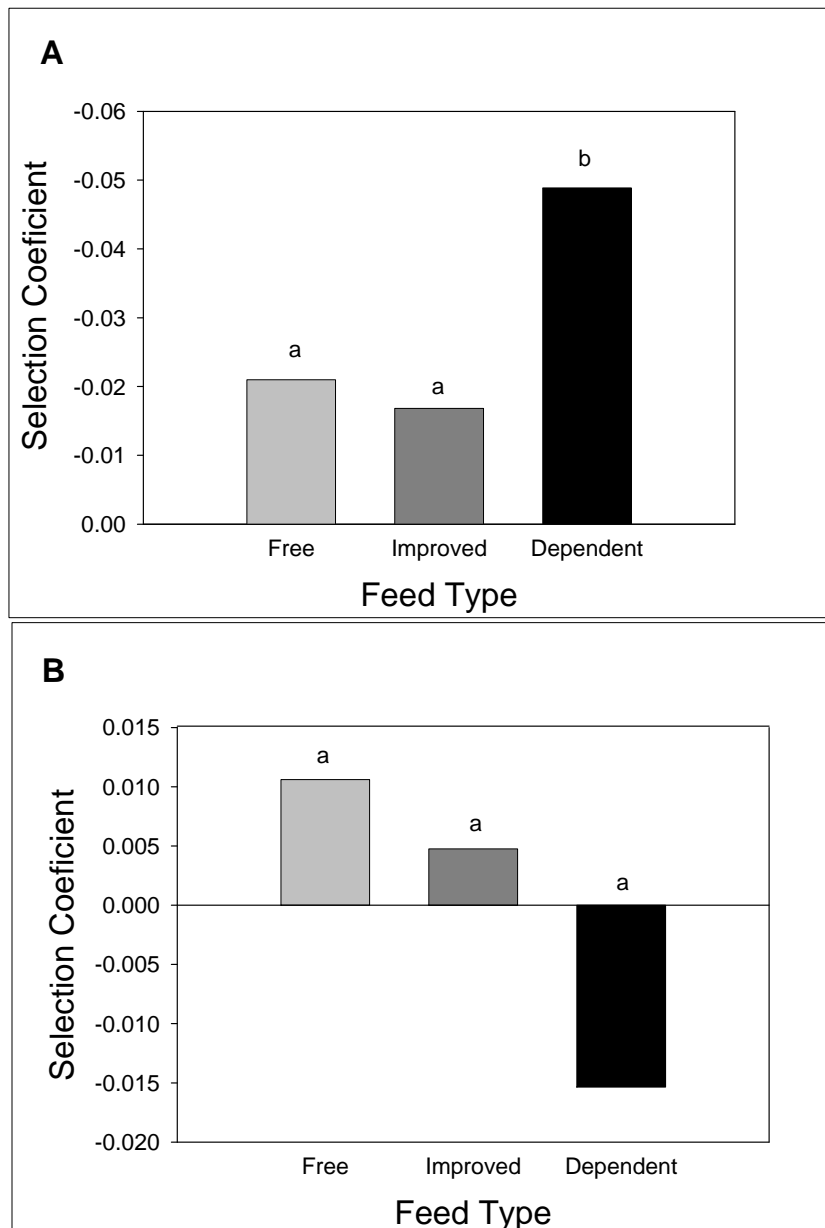 A
-0.06
-0.05
-0.04
-0.03
-0.02
-0.01
0.00
Selection Coeficient
a
a
b
Free Improved Dependent
Feed Type
B
0.015
0.010
0.005
0.000
-0.005
-0.010
-0.015
-0.020
Selection Coeficient
a
a
a
Free Improved Dependent
Feed Type